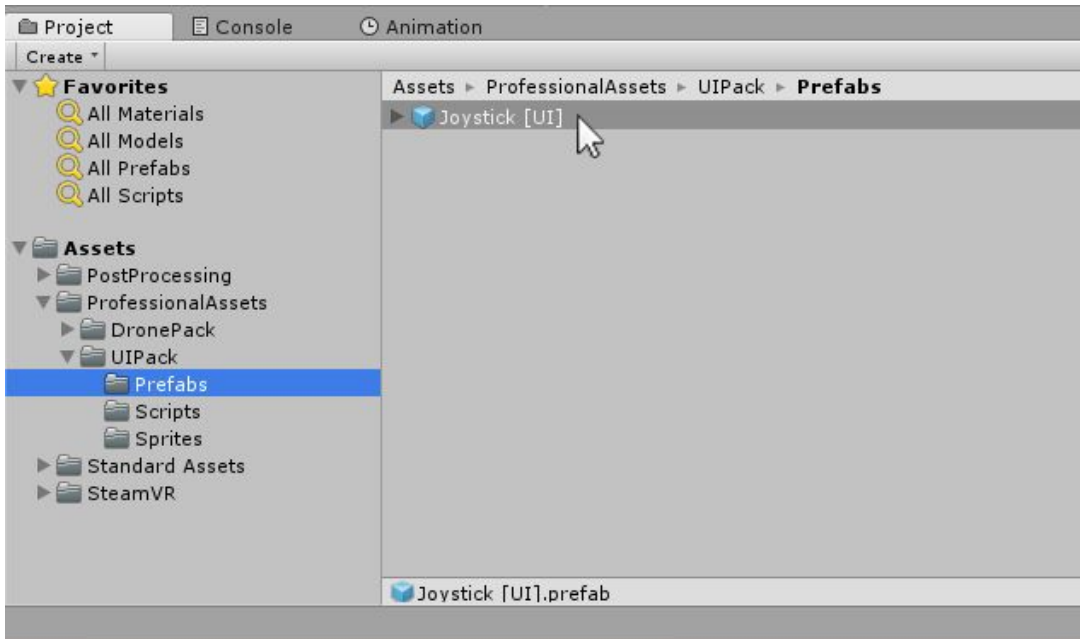 Project Console Animation
Create
Favorites
All Materials
All Models
All Prefabs
All Scripts
Assets
PostProcessing
ProfessionalAssets
DronePack
UIPack
Prefabs
Scripts
Sprites
Standard Assets
SteamVR
Assets ▸ ProfessionalAssets ▸ UIPack ▸ Prefabs
Joystick [UI]
Joystick [UI].prefab